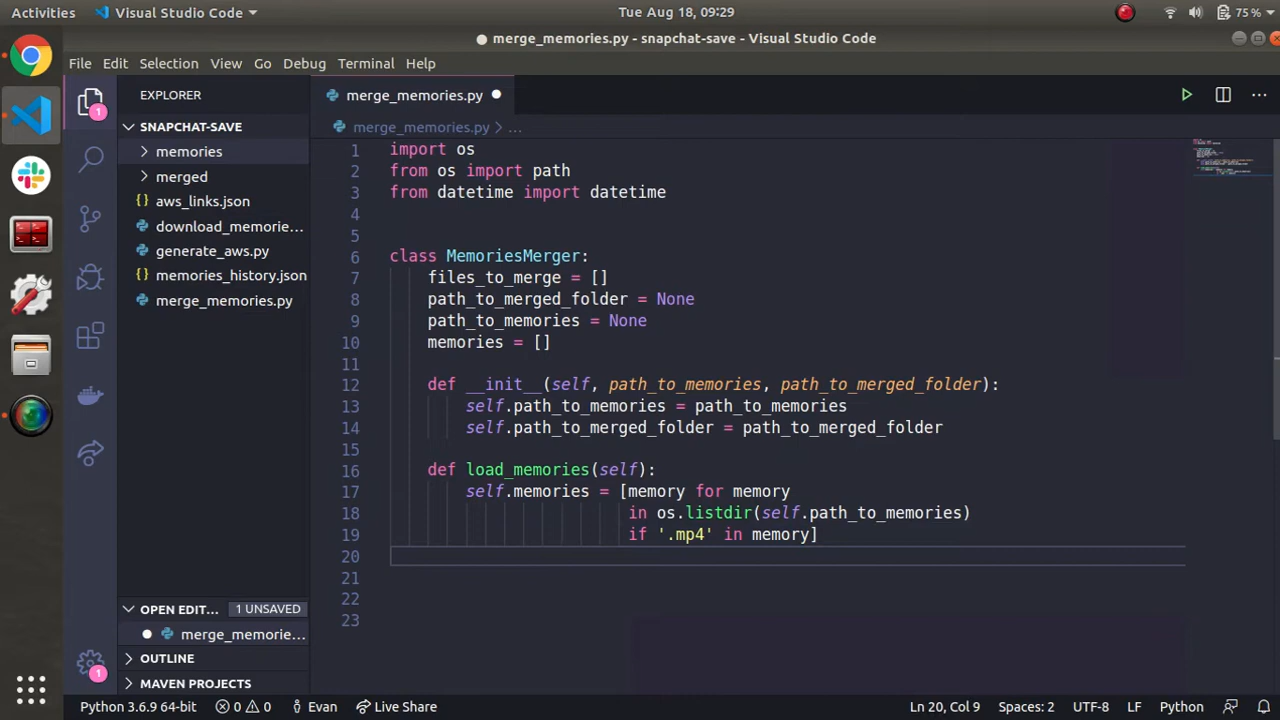 Activities Visual Studio Code Tue Aug 18, 09:29 75 %
merge_memories.py - snapchat-save - Visual Studio Code
File Edit Selection View Go Debug Terminal Help
EXPLORER
SNAPCHAT-SAVE
memories
merged
aws_links.json
download_memorie...
generate_aws.py
memories_history.json
merge_memories.py
OPEN EDIT... 1 UNSAVED
merge_memorie...
OUTLINE
MAVEN PROJECTS
1
1
merge_memories.py
merge_memories.py > ...
1 import os
2 from os import path
3 from datetime import datetime
4
5
6 class MemoriesMerger:
7 files_to_merge = []
8 path_to_merged_folder = None
9 path_to_memories = None
10 memories = []
11
12 def __init__(self, path_to_memories, path_to_merged_folder):
13 self.path_to_memories = path_to_memories
14 self.path_to_merged_folder = path_to_merged_folder
15
16 def load_memories(self):
17 self.memories = [memory for memory
18 in os.listdir(self.path_to_memories)
19 if '.mp4' in memory]
20
21
22
23
Python 3.6.9 64-bit 0 0 Evan Live Share Ln 20, Col 9 Spaces: 2 UTF-8 LF Python